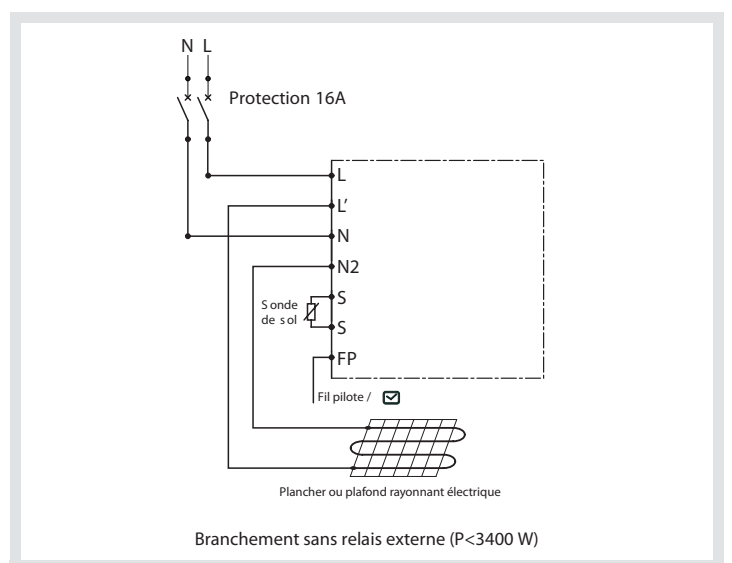 N L
Protection 16A
L
L'
N
N2
S
Sonde
de sol
S
FP
Fil pilote /
Plancher ou plafond rayonnant électrique
Branchement sans relais externe (P<3400 W)